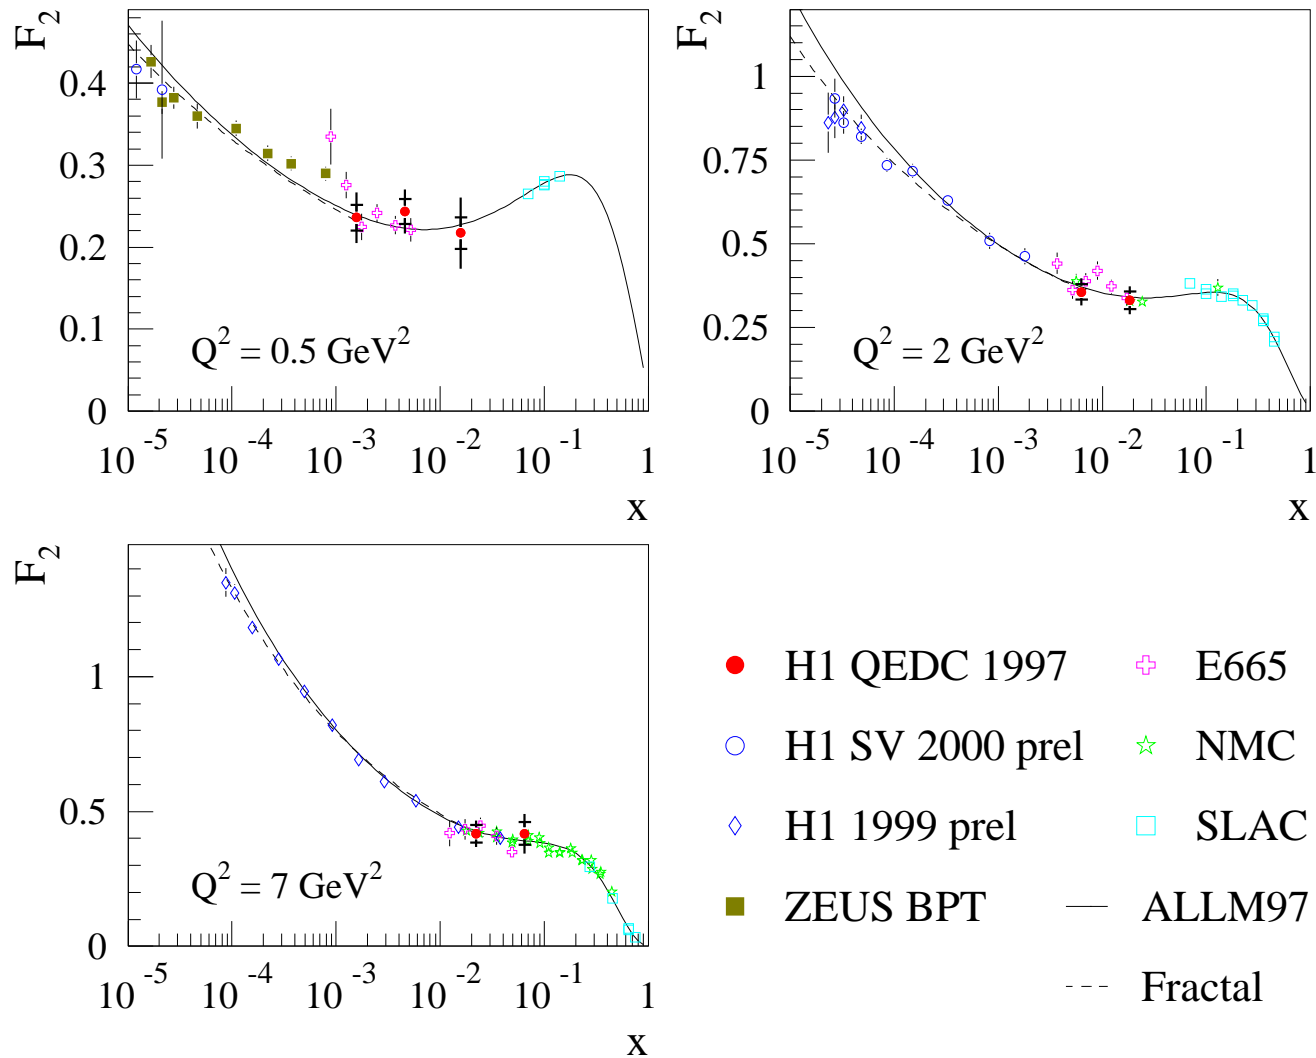 F2
0.4
0.3
0.2
0.1
0
Q2 = 0.5 GeV2
10-5 10-4 10-3 10-2 10-1 1
x
F2
1
0.75
0.5
0.25
0
Q2 = 2 GeV2
10-5 10-4 10-3 10-2 10-1 1
x
F2
1
0.5
0
Q2 = 7 GeV2
10-5 10-4 10-3 10-2 10-1 1
x
H1 QEDC 1997
H1 SV 2000 prel
H1 1999 prel
ZEUS BPT
E665
NMC
SLAC
ALLM97
Fractal